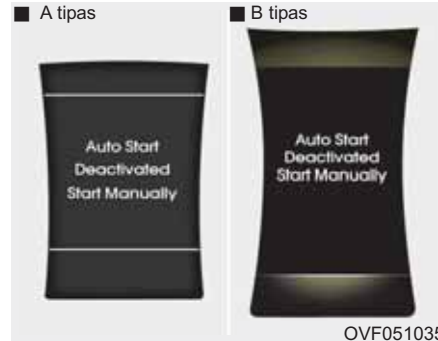 ■ A tipas
Auto Start
Deactivated
Start Manually
■ B tipas
Auto Start
Deactivated
Start Manually
OVF051035